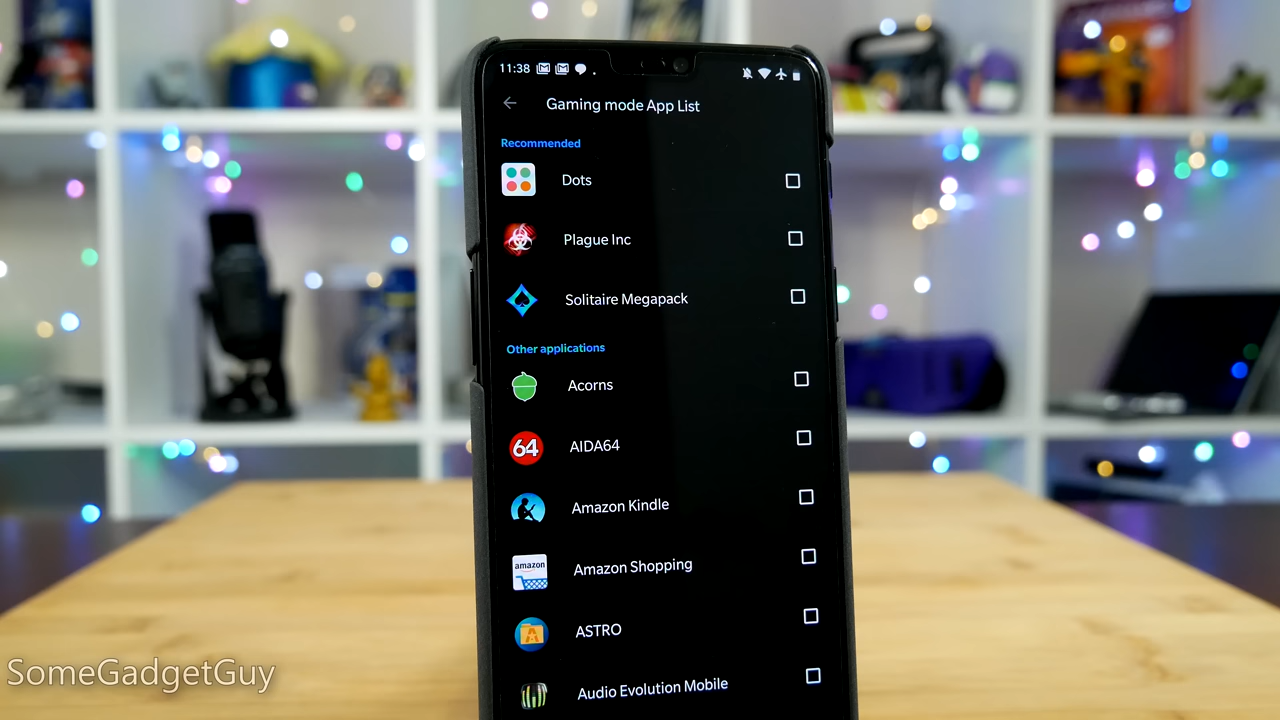 11:38
Gaming mode App List
Recommended
Dots
Plague Inc
Solitaire Megapack
Other applications
Acorns
64 AIDA64
Amazon Kindle
amazon Amazon Shopping
A ASTRO
Audio Evolution Mobile
SomeGadgetGuy